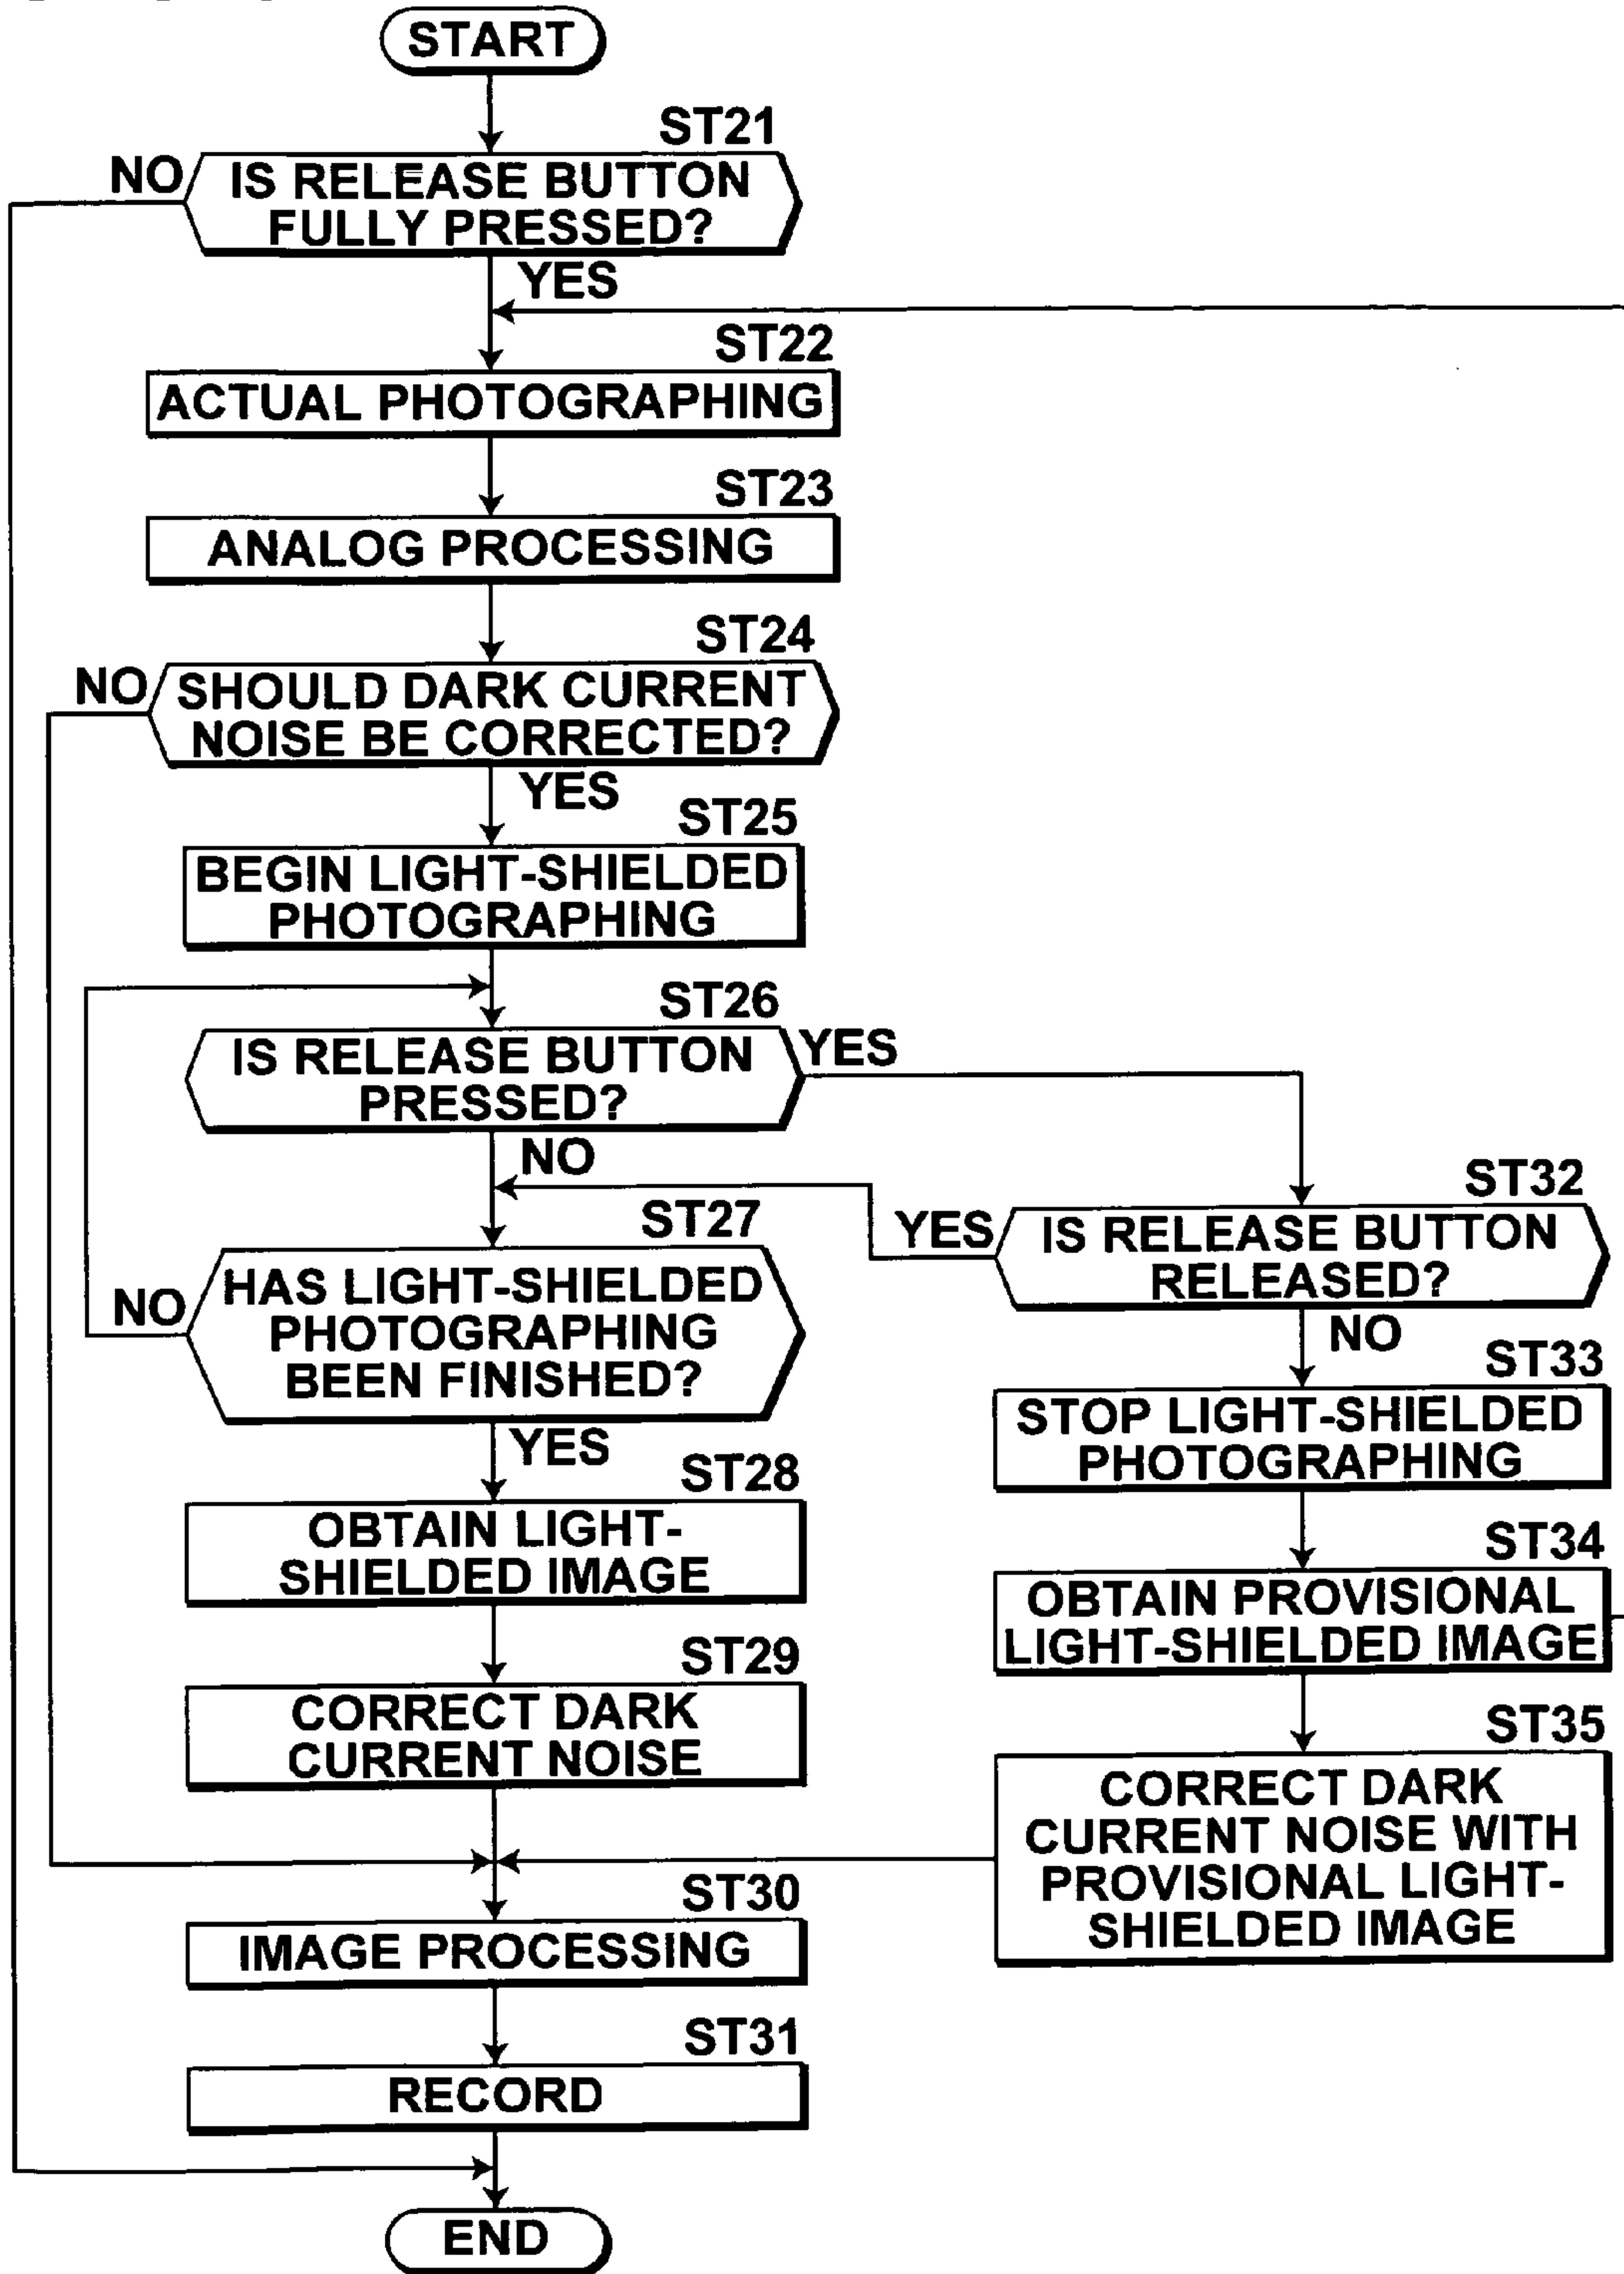 START
ST21
NO
IS RELEASE BUTTON
FULLY PRESSED?
YES
ST22
ACTUAL PHOTOGRAPHING
ST23
ANALOG PROCESSING
ST24
NO
SHOULD DARK CURRENT
NOISE BE CORRECTED?
YES
ST25
BEGIN LIGHT-SHIELDED
PHOTOGRAPHING
ST26
IS RELEASE BUTTON
PRESSED?
YES
NO
ST27
NO
HAS LIGHT-SHIELDED
PHOTOGRAPHING
BEEN FINISHED?
YES
ST28
OBTAIN LIGHT-
SHIELDED IMAGE
ST29
CORRECT DARK
CURRENT NOISE
ST30
IMAGE PROCESSING
ST31
RECORD
END
ST32
YES
IS RELEASE BUTTON
RELEASED?
NO
ST33
STOP LIGHT-SHIELDED
PHOTOGRAPHING
ST34
OBTAIN PROVISIONAL
LIGHT-SHIELDED IMAGE
ST35
CORRECT DARK
CURRENT NOISE WITH
PROVISIONAL LIGHT-
SHIELDED IMAGE